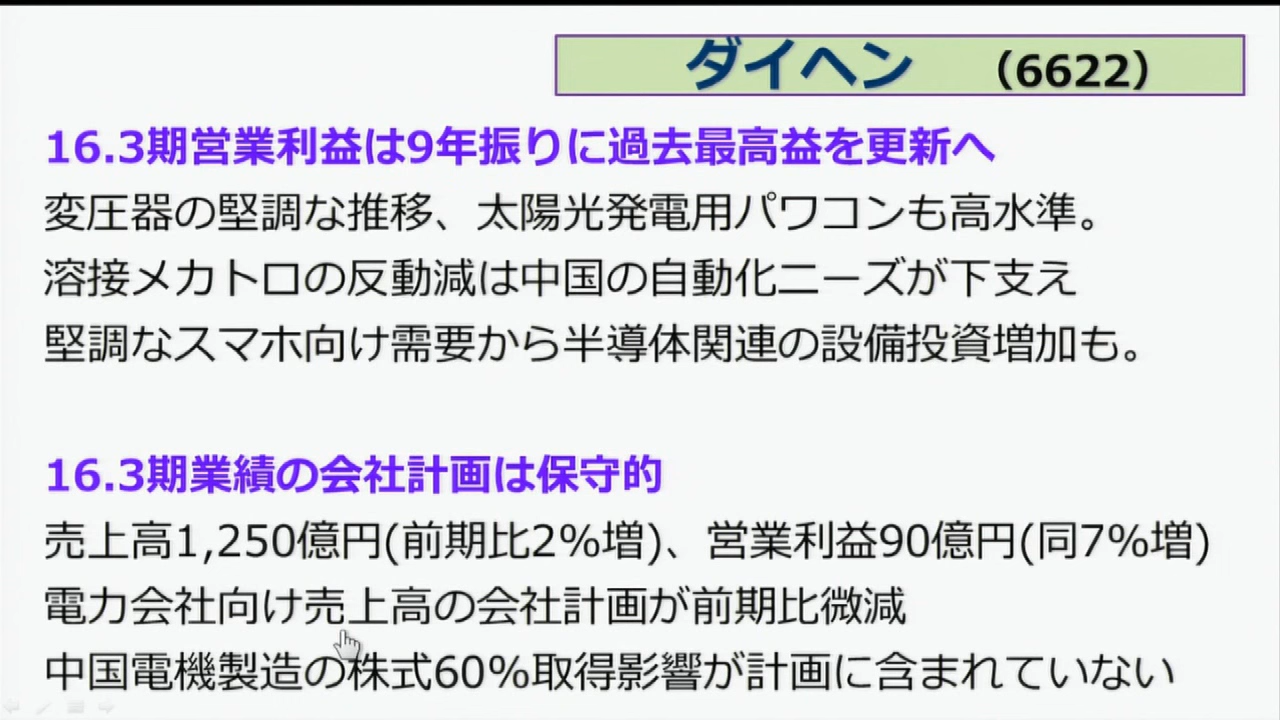 ダイヘン （6622）
16.3期営業利益は9年振りに過去最高益を更新へ
変圧器の堅調な推移、太陽光発電用パワコンも高水準。
溶接メカトロの反動減は中国の自動化ニーズが下支え
堅調なスマホ向け需要から半導体関連の設備投資増加も。
16.3期業績の会社計画は保守的
売上高1,250億円(前期比2%増)、営業利益90億円(同7%増)
電力会社向け売上高の会社計画が前期比微減
中国電機製造の株式60%取得影響が計画に含まれていない